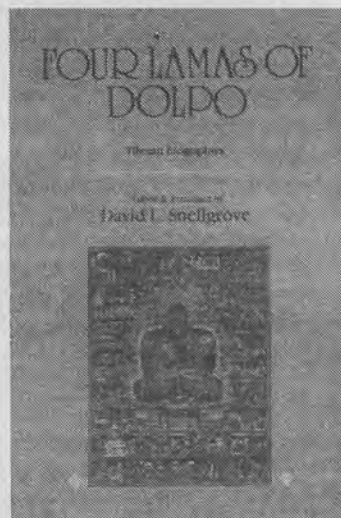 FOUR LAMAS OF
DOLPO
Tibetan Biographies
Edited & Translated by
David L. Snellgrove